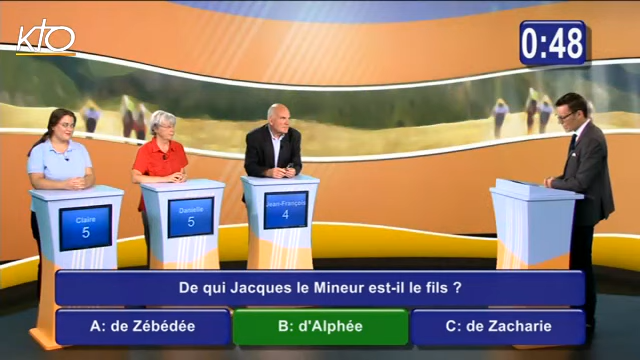 KTO
0:48
Claire
5
Danielle
5
Jean-François
4
De qui Jacques le Mineur est-il le fils ?
A: de Zébédée
B: d'Alphée
C: de Zacharie